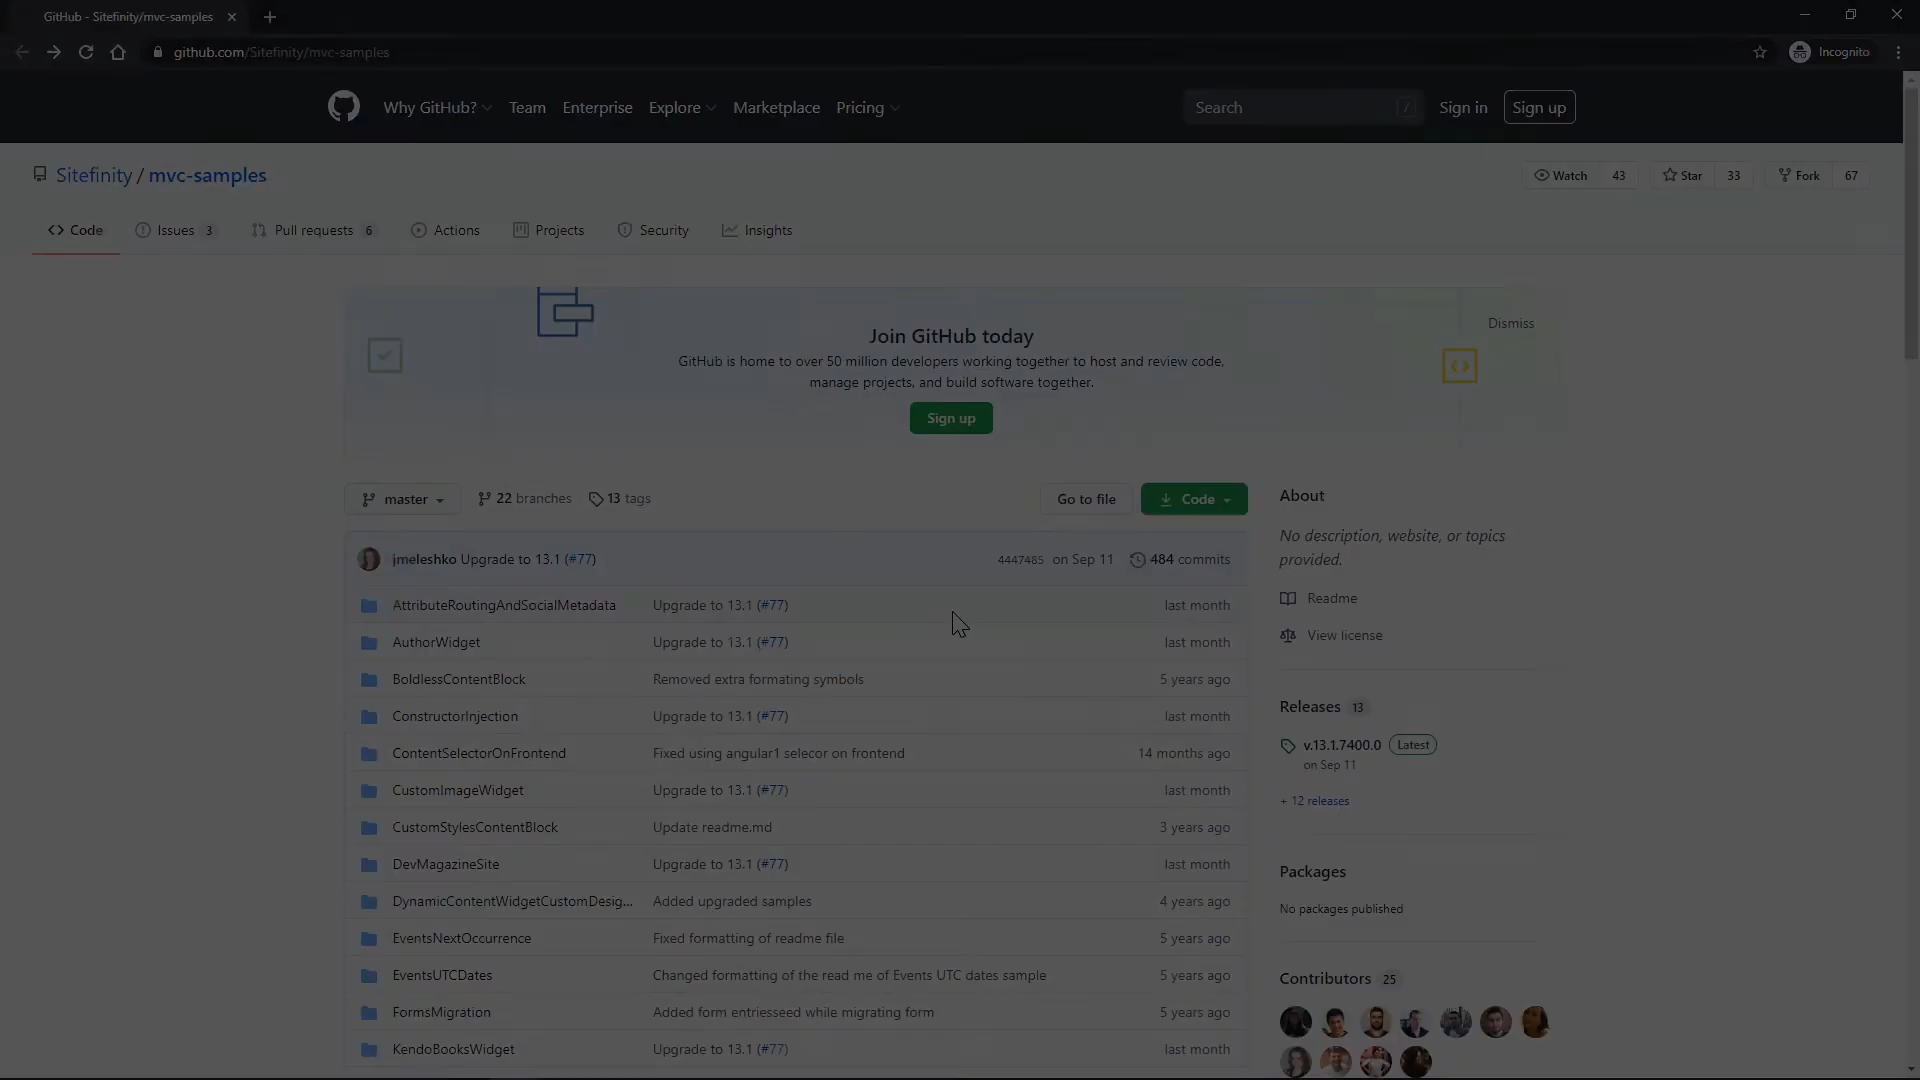 GitHub - Sitefinity/mvc-samples
github.com/Sitefinity/mvc-samples
Incognito
Why GitHub? Team Enterprise Explore Marketplace Pricing
Search /
Sign in Sign up
Sitefinity / mvc-samples
Watch 43 Star 33 Fork 67
Code Issues 3 Pull requests 6 Actions Projects Security Insights
Join GitHub today
Dismiss
GitHub is home to over 50 million developers working together to host and review code,
manage projects, and build software together.
Sign up
master 22 branches 13 tags Go to file Code
jmeleshko Upgrade to 13.1 (#77) 4447485 on Sep 11 484 commits
AttributeRoutingAndSocialMetadata Upgrade to 13.1 (#77) last month
AuthorWidget Upgrade to 13.1 (#77) last month
BoldlessContentBlock Removed extra formating symbols 5 years ago
ConstructorInjection Upgrade to 13.1 (#77) last month
ContentSelectorOnFrontend Fixed using angular1 selecor on frontend 14 months ago
CustomImageWidget Upgrade to 13.1 (#77) last month
CustomStylesContentBlock Update readme.md 3 years ago
DevMagazineSite Upgrade to 13.1 (#77) last month
DynamicContentWidgetCustomDesig... Added upgraded samples 4 years ago
EventsNextOccurrence Fixed formatting of readme file 5 years ago
EventsUTCDates Changed formatting of the read me of Events UTC dates sample 5 years ago
FormsMigration Added form entriesseed while migrating form 5 years ago
KendoBooksWidget Upgrade to 13.1 (#77) last month
About
No description, website, or topics
provided.
Readme
View license
Releases 13
v.13.1.7400.0 Latest
on Sep 11
+ 12 releases
Packages
No packages published
Contributors 25